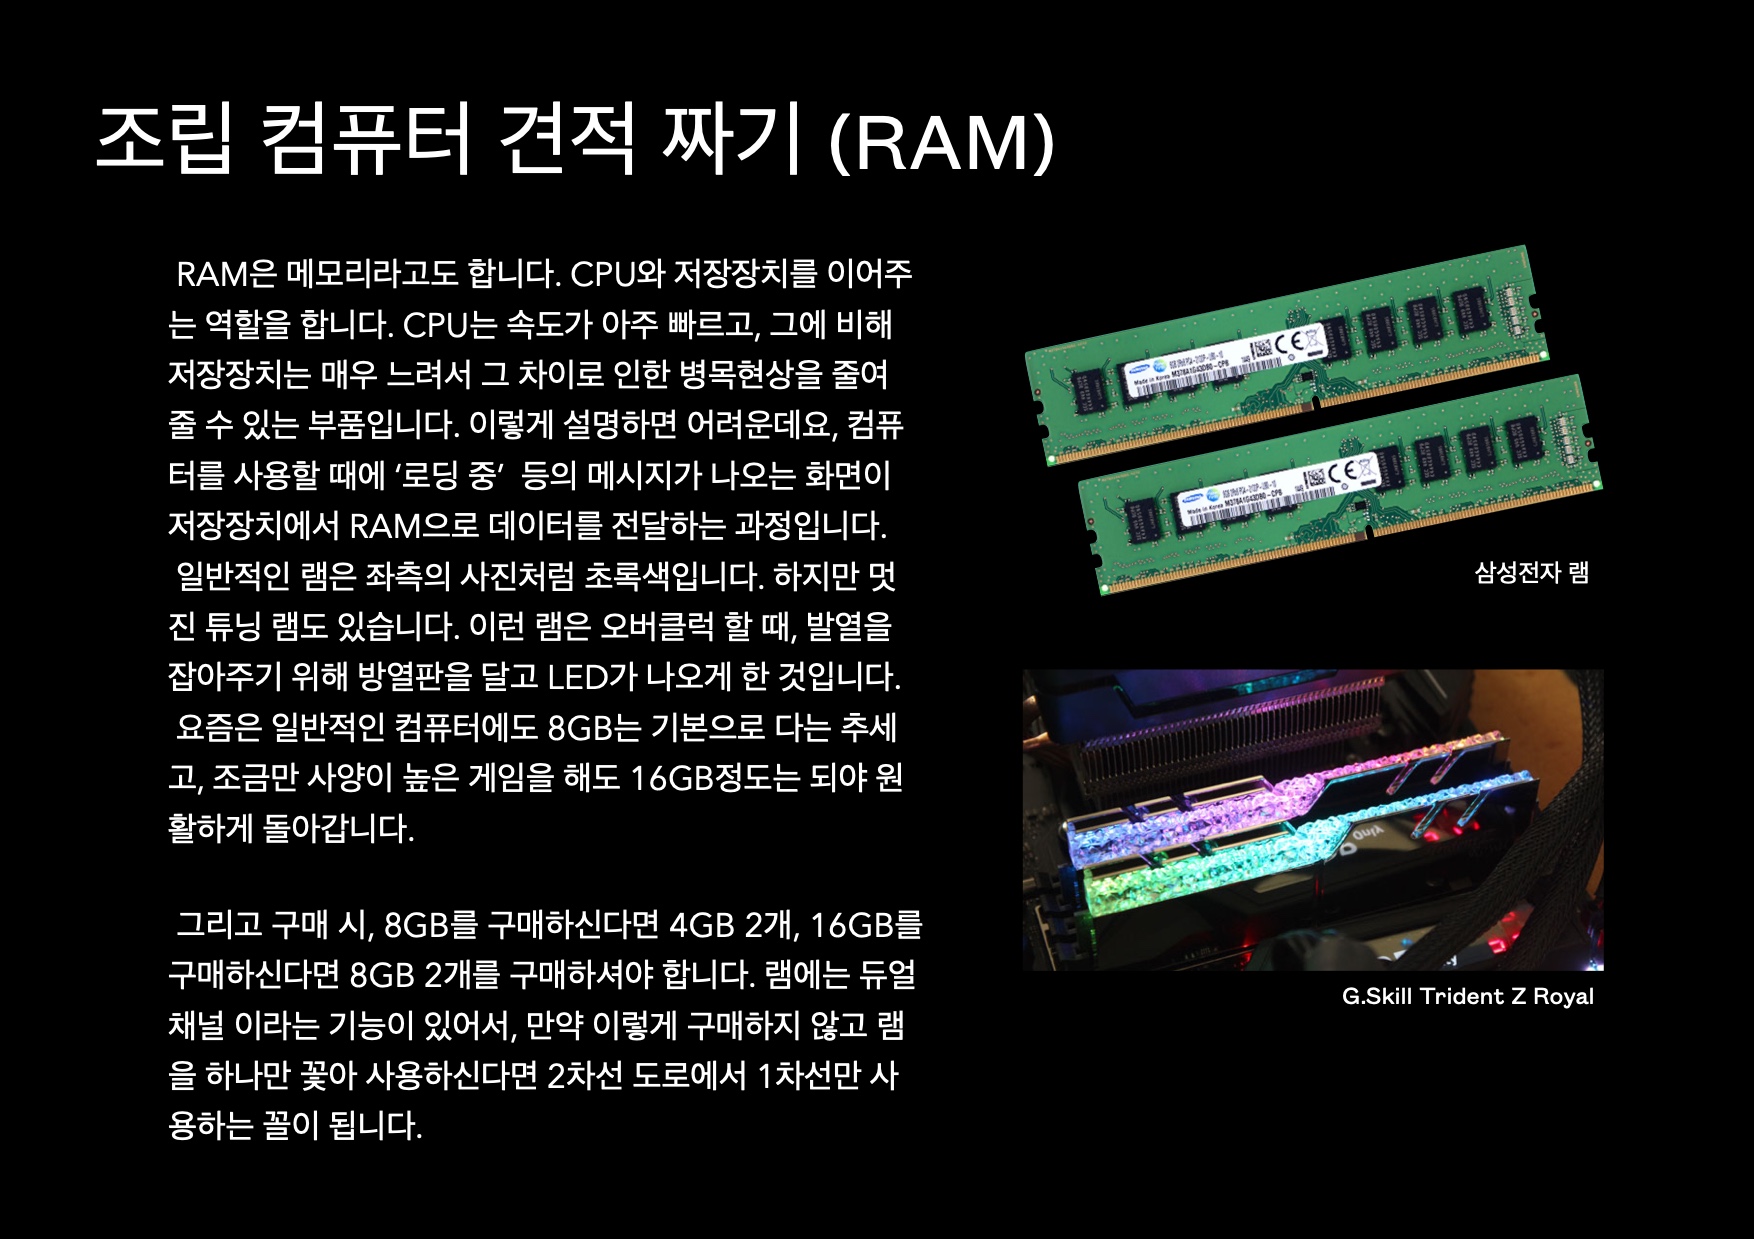 조립 컴퓨터 견적 짜기 (RAM)
RAM은 메모리라고도 합니다. CPU와 저장장치를 이어주
는 역할을 합니다. CPU는 속도가 아주 빠르고, 그에 비해
저장장치는 매우 느려서 그 차이로 인한 병목현상을 줄여
줄 수 있는 부품입니다. 이렇게 설명하면 어려운데요, 컴퓨
터를 사용할 때에 ‘로딩 중’  등의 메시지가 나오는 화면이
저장장치에서 RAM으로 데이터를 전달하는 과정입니다.
일반적인 램은 좌측의 사진처럼 초록색입니다. 하지만 멋
진 튜닝 램도 있습니다. 이런 램은 오버클럭 할 때, 발열을
잡아주기 위해 방열판을 달고 LED가 나오게 한 것입니다.
요즘은 일반적인 컴퓨터에도 8GB는 기본으로 다는 추세
고, 조금만 사양이 높은 게임을 해도 16GB정도는 되야 원
활하게 돌아갑니다.
그리고 구매 시, 8GB를 구매하신다면 4GB 2개, 16GB를
구매하신다면 8GB 2개를 구매하셔야 합니다. 램에는 듀얼
채널 이라는 기능이 있어서, 만약 이렇게 구매하지 않고 램
을 하나만 꽃아 사용하신다면 2차선 도로에서 1차선만 사
용하는 꼴이 됩니다.
Made in Korea
Made in Korea
삼성전자 램
G.Skill Trident Z Royal